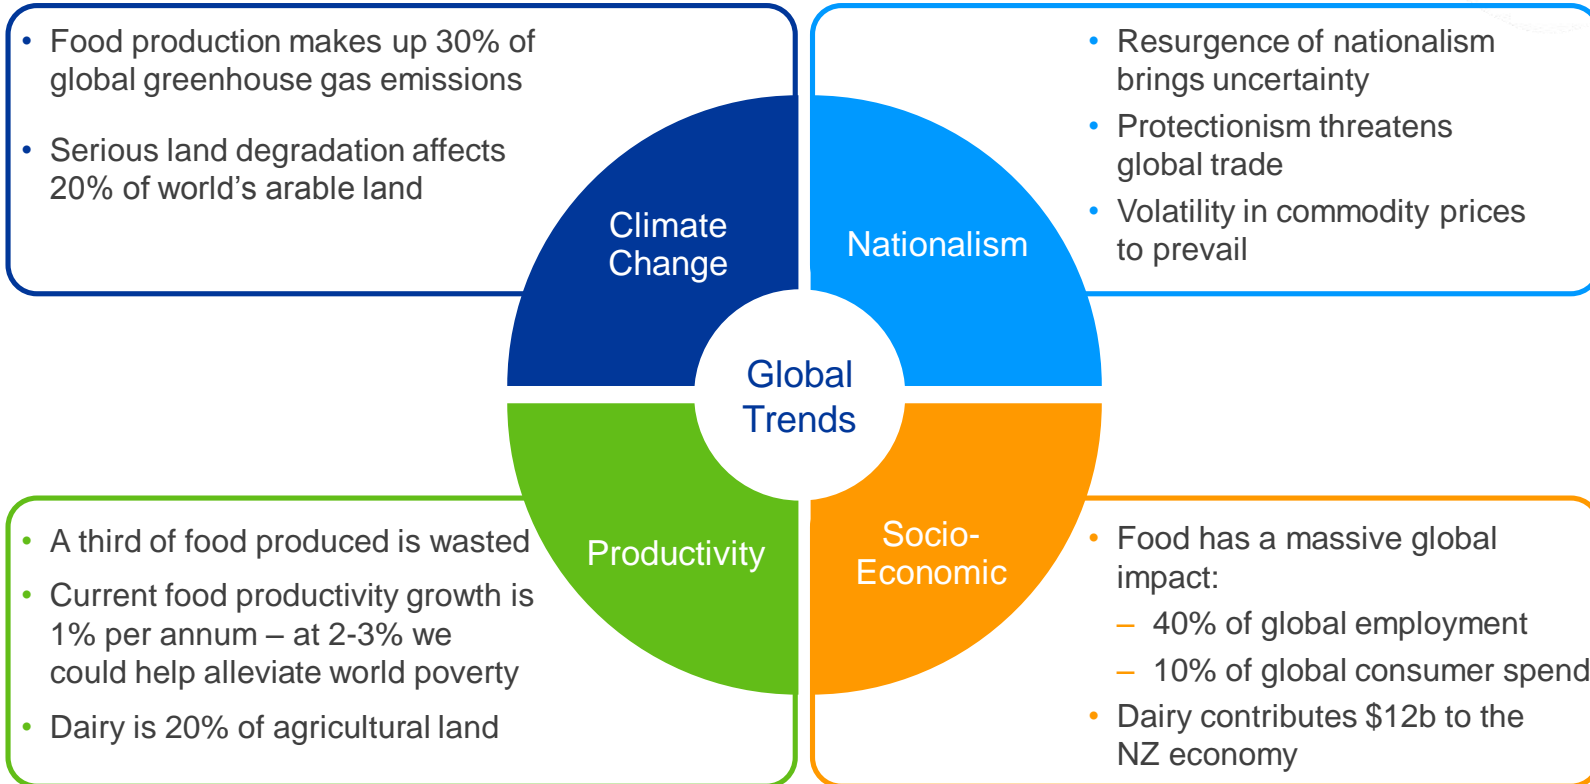 • Food production makes up 30% of
global greenhouse gas emissions
• Serious land degradation affects
20% of world’s arable land
Climate
Change
• Resurgence of nationalism
brings uncertainty
• Protectionism threatens
global trade
• Volatility in commodity prices
to prevail
Nationalism
Global
Trends
• A third of food produced is wasted
• Current food productivity growth is
1% per annum – at 2-3% we
could help alleviate world poverty
• Dairy is 20% of agricultural land
Productivity
Socio-
Economic
• Food has a massive global
impact:
– 40% of global employment
– 10% of global consumer spend
• Dairy contributes $12b to the
NZ economy